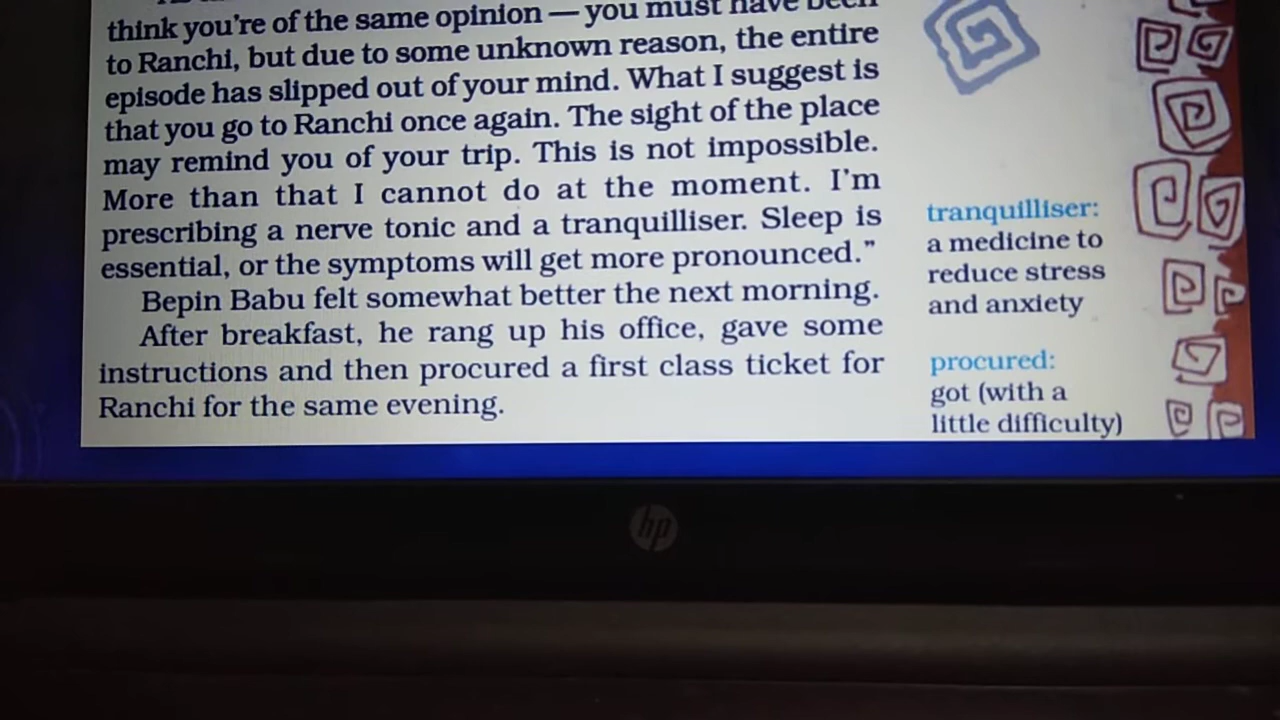 think you're of the same opinion — you must have been
to Ranchi, but due to some unknown reason, the entire
episode has slipped out of your mind. What I suggest is
that you go to Ranchi once again. The sight of the place
may remind you of your trip. This is not impossible.
More than that I cannot do at the moment. I'm
prescribing a nerve tonic and a tranquilliser. Sleep is
essential, or the symptoms will get more pronounced."
Bepin Babu felt somewhat better the next morning.
After breakfast, he rang up his office, gave some
instructions and then procured a first class ticket for
Ranchi for the same evening.
tranquilliser:
a medicine to
reduce stress
and anxiety
procured:
got (with a
little difficulty)
hp